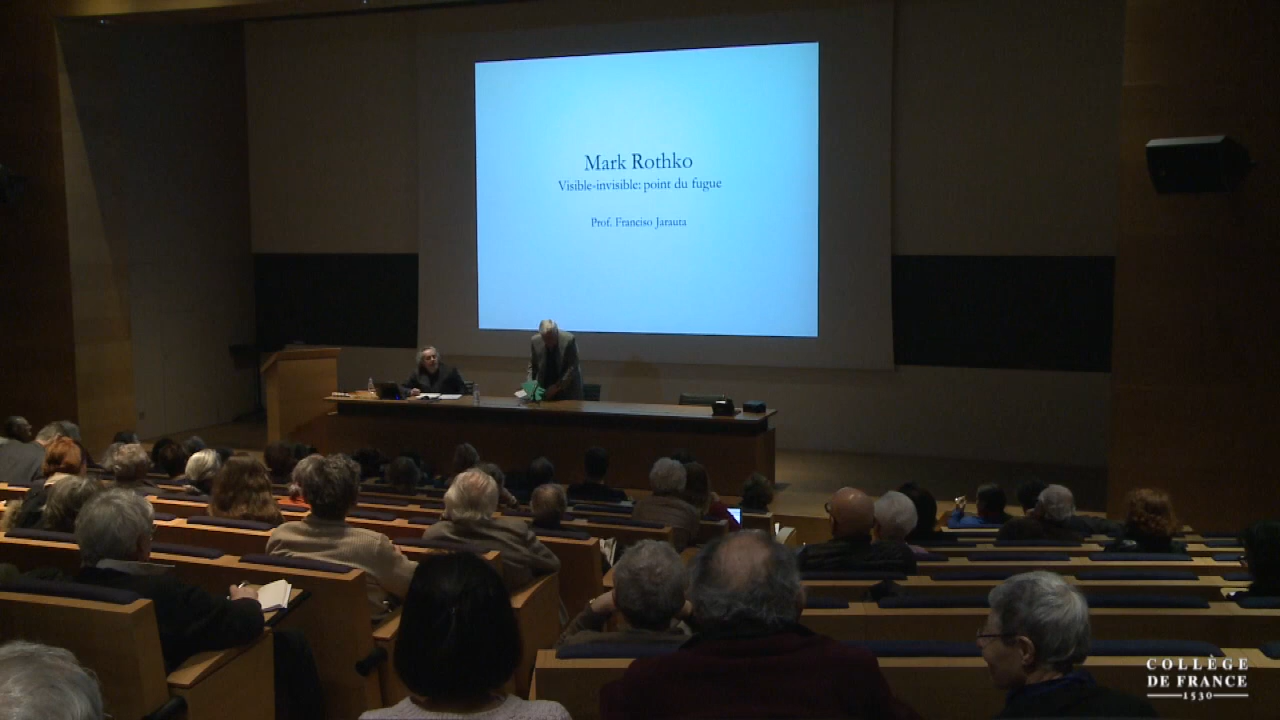 Mark Rothko
Visible-invisible: point du fugue
Prof. Franciso Jarauta
COLLÈGE
DE FRANCE
1530